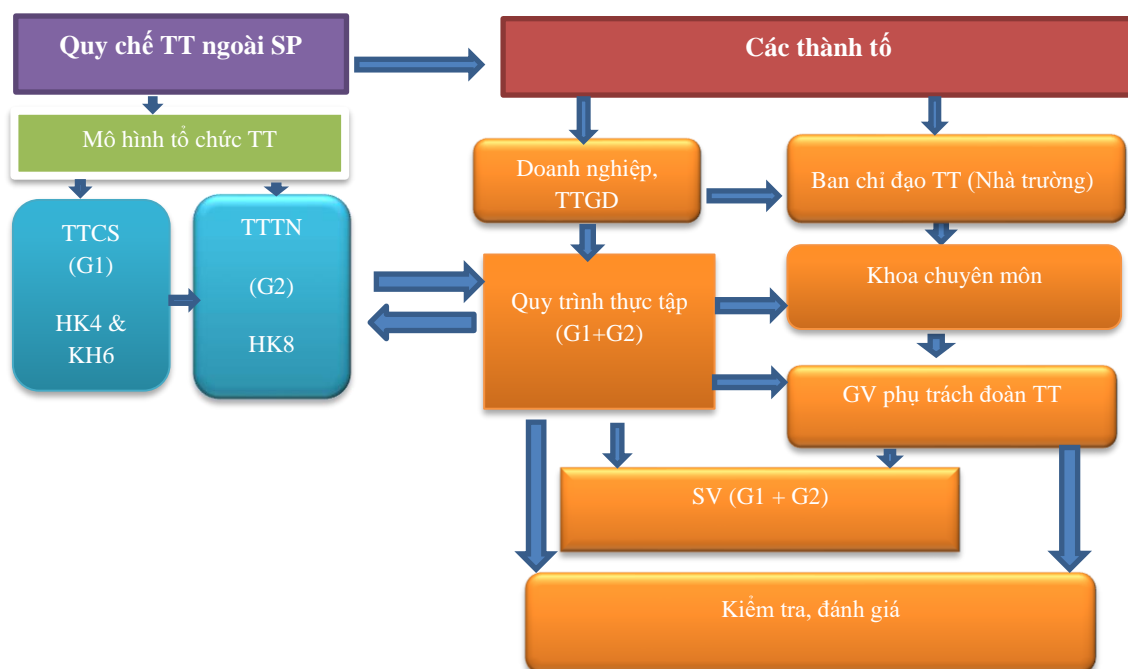 Quy chế TT ngoài SP
Các thành tố
Mô hình tổ chức TT
Doanh nghiệp,
TTGD
Ban chỉ đạo TT (Nhà trường)
TTCS
(G1)
HK4 &
KH6
TTTN
(G2)
HK8
Quy trình thực tập
(G1+G2)
Khoa chuyên môn
GV phụ trách đoàn TT
SV (G1 + G2)
Kiểm tra, đánh giá